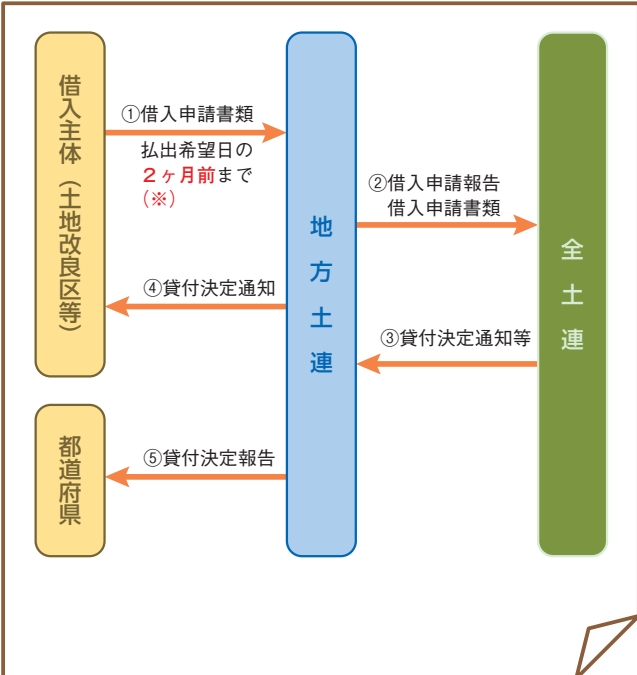 借入主体（土地改良区等）
①借入申請書類
払出希望日の
２ヶ月前まで
（※）
地方土連
②借入申請報告
借入申請書類
全土連
④貸付決定通知
③貸付決定通知等
都道府県
⑤貸付決定報告